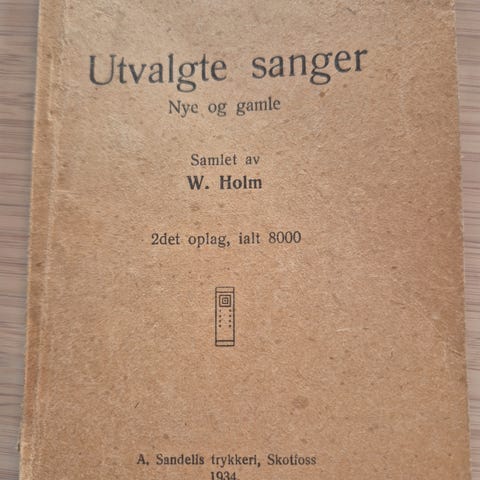 Utvalgte sanger
Nye og gamle
Samlet av
W. Holm
2det oplag, ialt 8000
A. Sandells trykkeri, Skotfoss
1934